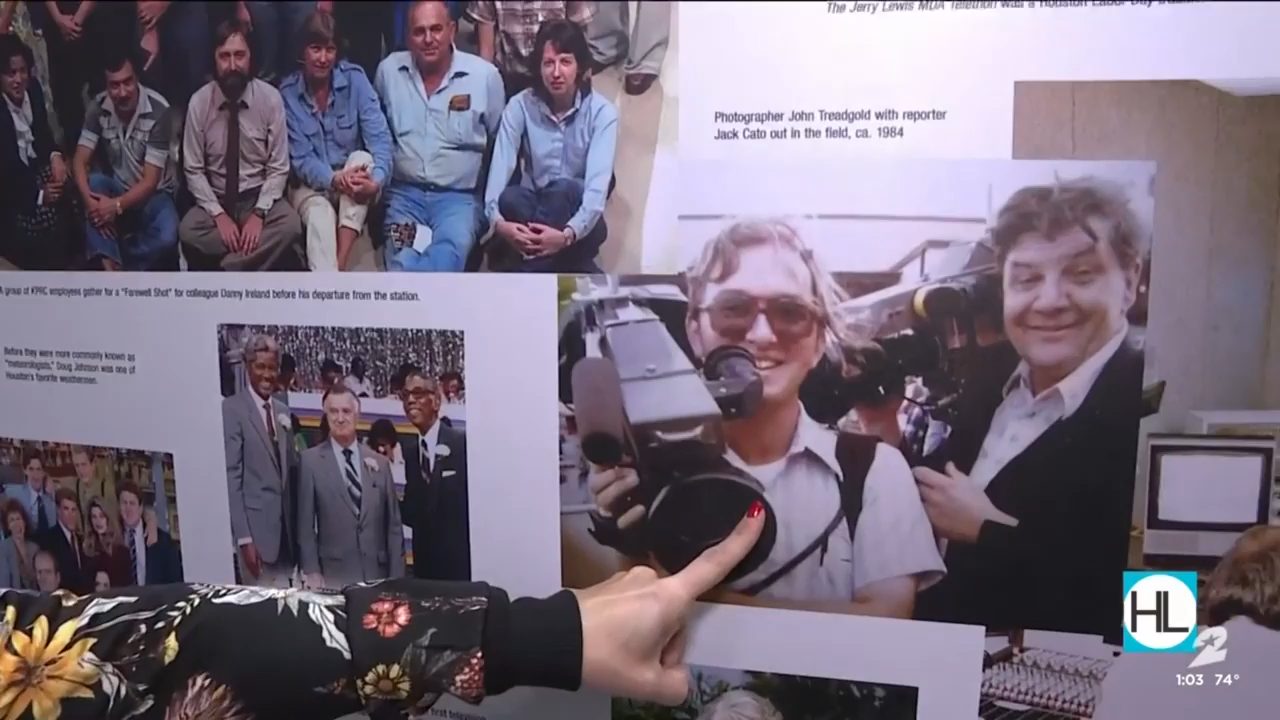 The Jerry Lewis MDA Telethon was a Houston Labor Day
Photographer John Treadgold with reporter
Jack Cato out in the field, ca. 1984
A group of KPRC employees gather for a "Farewell Shot" for colleague Danny Ireland before his departure from the station.
Before they were more commonly known as
"meteorologists," Doug Johnson was one of
Houston's favorite weathermen.
first television
HL
2
1:03 74°